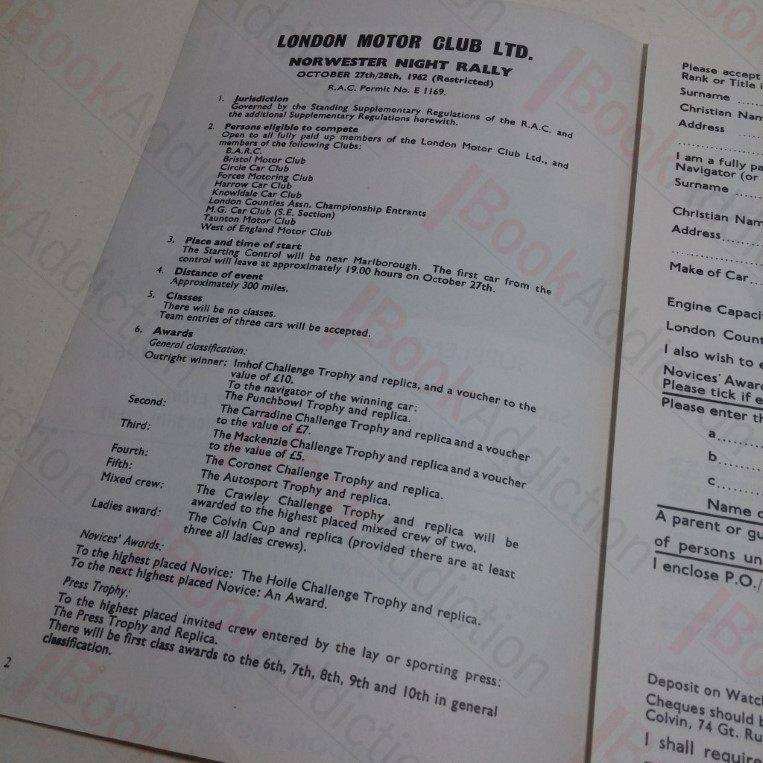 LONDON MOTOR CLUB LTD.
NORWESTER NIGHT RALLY
OCTOBER 27th/28th, 1962 (Restricted)
R.A.C. Permit No. E 1169.
1. Jurisdiction
Governed by the Standing Supplementary Regulations of the R.A.C. and
the additional Supplementary Regulations herewith.
2. Persons eligible to compete
Open to all fully paid up members of the London Motor Club Ltd., and
members of the following Clubs:
B.A.R.C.
Bristol Motor Club
Circle Car Club
Forces Motoring Club
Harrow Car Club
Knowldale Car Club
London Counties Assn. Championship Entrants
M.G. Car Club (S.E. Section)
Taunton Motor Club
West of England Motor Club
3. Place and time of start
The Starting Control will be near Marlborough. The first car from the
control will leave at approximately 19.00 hours on October 27th.
4. Distance of event
Approximately 300 miles.
5. Classes
There will be no classes.
Team entries of three cars will be accepted.
6. Awards
General classification:
Outright winner: Imhof Challenge Trophy and replica, and a voucher to the
value of £10.
To the navigator of the winning car:
The Punchbowl Trophy and replica.
Second: The Carradine Challenge Trophy and replica and a voucher
to the value of £7.
Third: The Mackenzie Challenge Trophy and replica and a voucher
to the value of £5.
Fourth: The Coronet Challenge Trophy and replica.
Fifth: The Autosport Trophy and replica.
Mixed crew: The Crawley Challenge Trophy and replica will be
awarded to the highest placed mixed crew of two.
Ladies award: The Colvin Cup and replica (provided there are at least
three all ladies crews).
Novices' Awards:
To the highest placed Novice: The Holle Challenge Trophy and replica.
To the next highest placed Novice: An Award.
Press Trophy:
To the highest placed invited crew entered by the lay or sporting press:
The Press Trophy and Replica.
There will be first class awards to the 6th, 7th, 8th, 9th and 10th in general
classification.
2
Please accept
Rank or Title i
Surname ......
Christian Nam
Address ......
I am a fully pa
Navigator (or
Surname ....
Christian Nam
Address......
Make of Car...
Engine Capaci
London Count
I also wish to e
Novices' Awar
Please tick if e
Please enter th
a......
b......
c......
Name o
A parent or gu
of persons un
I enclose P.O./
Deposit on Watc
Cheques should b
Colvin, 74 Gt. Ru
I shall require
BookAddiction